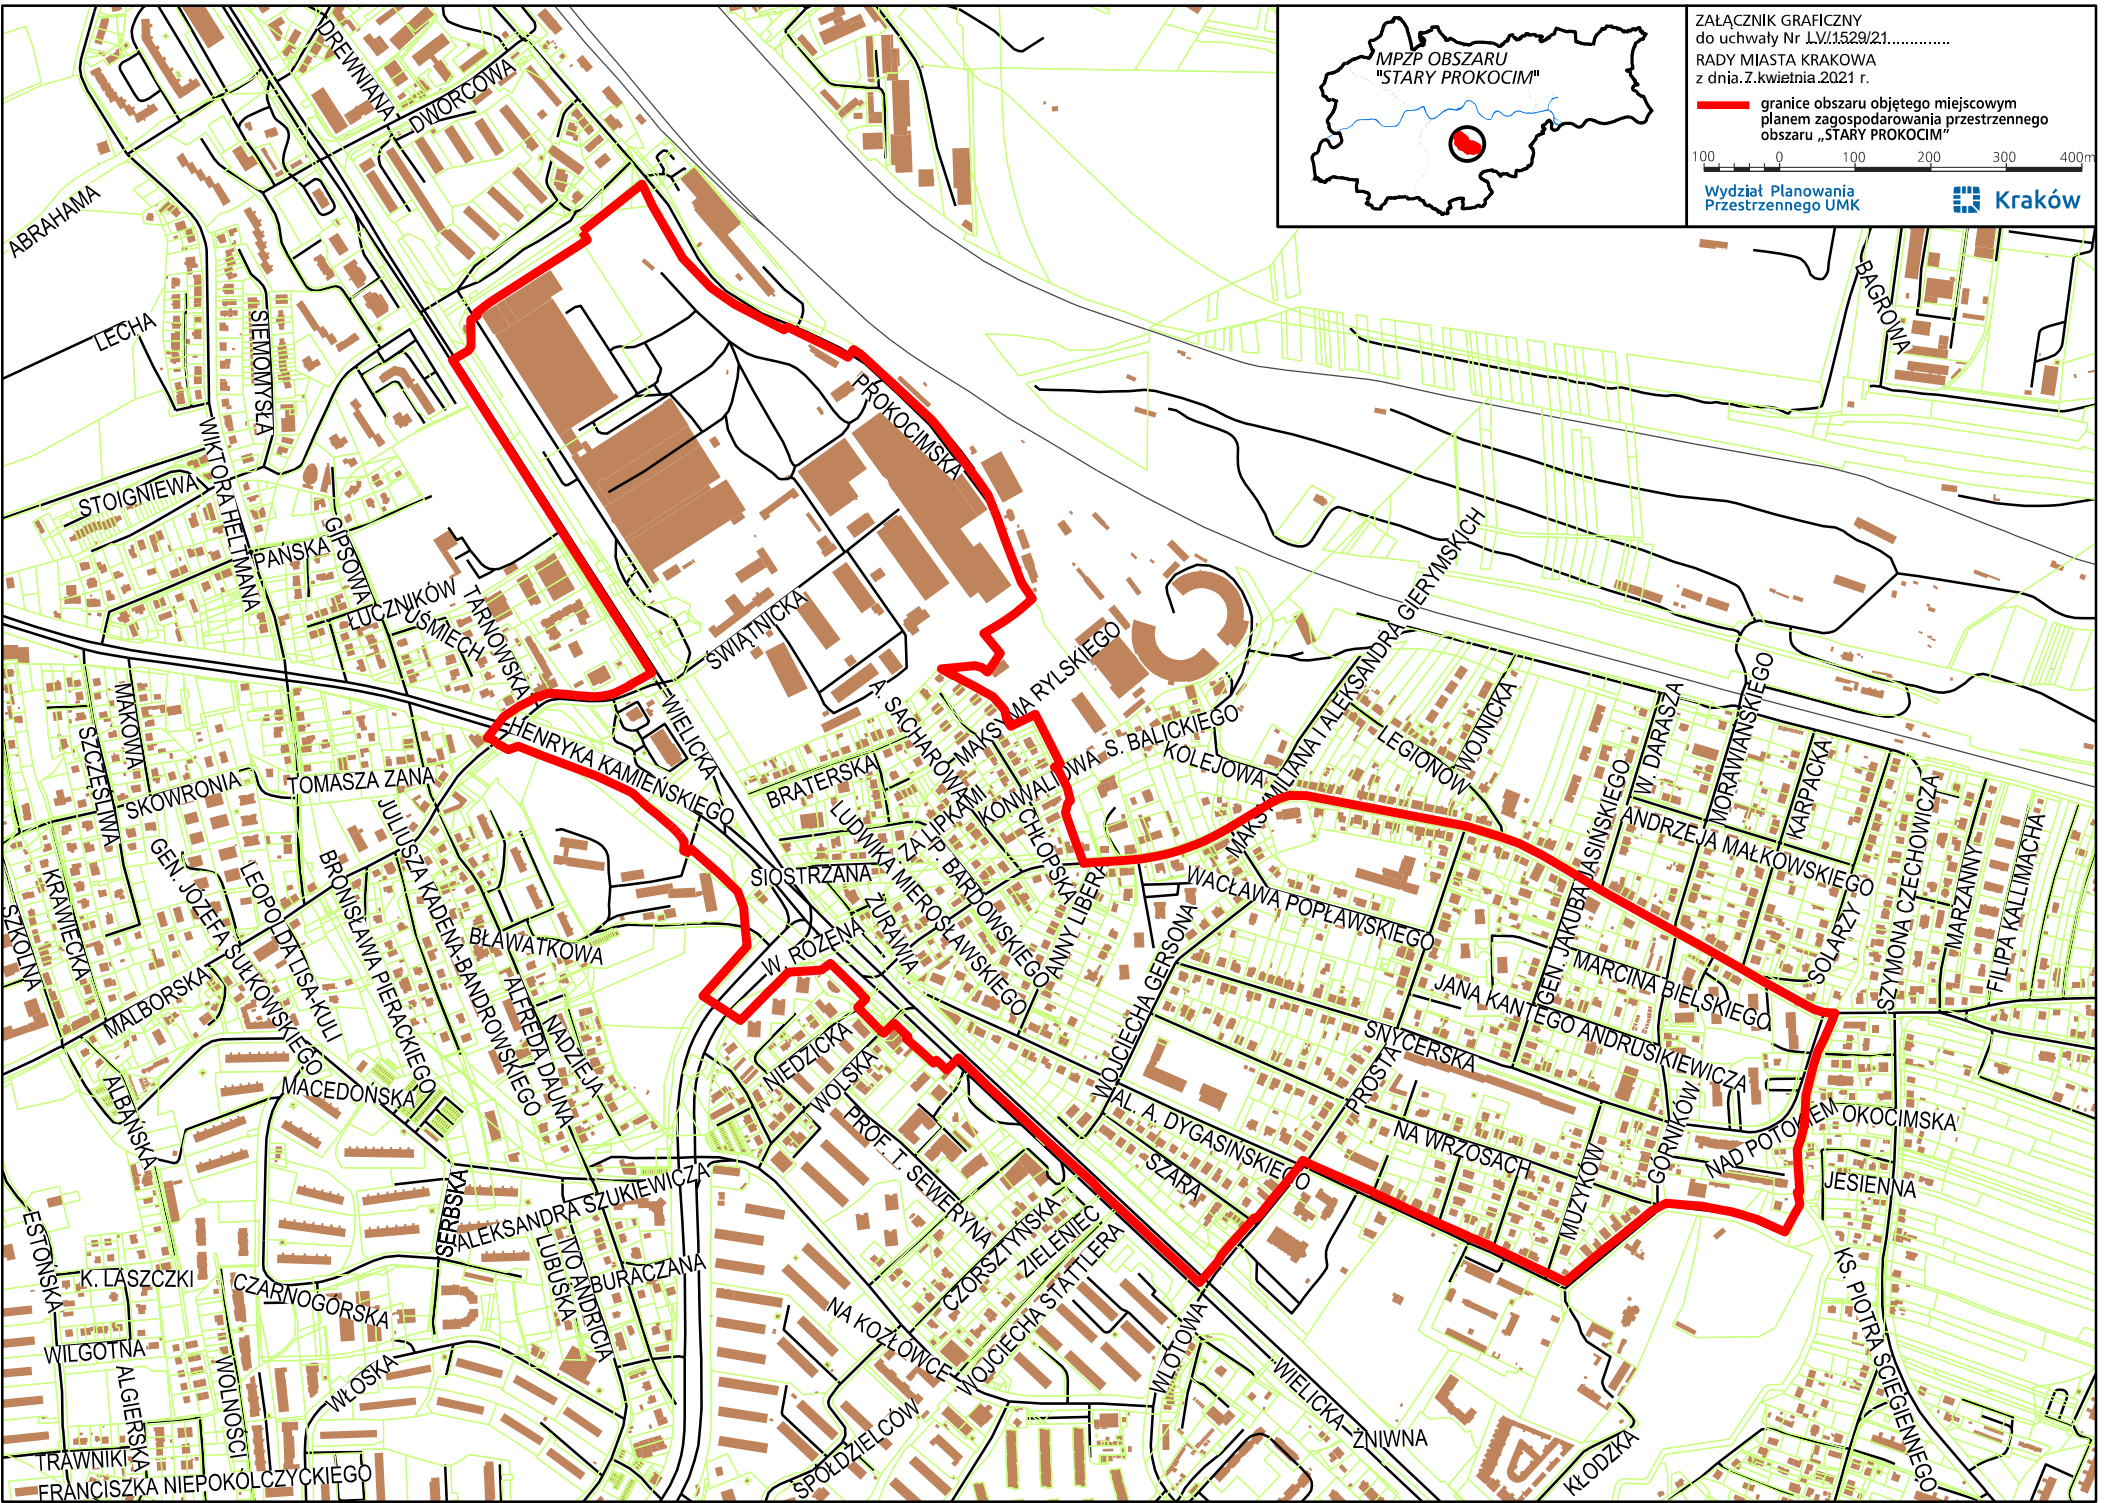 MPZP OBSZARU
"STARY PROKOCIM"
ZAŁĄCZNIK GRAFICZNY
do uchwały Nr LV/1529/21
RADY MIASTA KRAKOWA
z dnia 7 kwietnia 2021 r.
granice obszaru objętego miejscowym
planem zagospodarowania przestrzennego
obszaru „STARY PROKOCIM"
100 0 100 200 300 400m
Wydział Planowania
Przestrzennego UMK
Kraków
DREWNIANA
DWORCOWA
ABRAHAMA
LECHA
SIEMOMYSŁA
BAGROWA
WIKTORA HELTMANA
STOIGNIEWA
PROKOCIMSKA
GIPSOWA
PAŃSKA
ŁUCZNIKÓW
UŚMIECH
TARNOWSKA
ŚWIĄTNICKA
MAKSYMILIANA I ALEKSANDRA GIERYMSKICH
MAKSYMA RYLSKIEGO
A. SACHAROWA
WIELICKA
HENRYKA KAMIEŃSKIEGO
MAKOWA
SZCZĘŚLIWA
SKOWRONIA
TOMASZA ZANA
BRATERSKA
KONWALIOWA
S. BALICKIEGO
KOLEJOWA
LEGIONÓW
WOJNICKA
W. DARASZA
MORAWIAŃSKIEGO
KARPACKA
ANDRZEJA MAŁKOWSKIEGO
SZYMONA CZECHOWICZA
MARZANNY
FILIPA KALLIMACHA
SOLARZY
GEN. JAKUBA JASIŃSKIEGO
LUDWIKA MIEROSŁAWSKIEGO
ZA LIPKAMI
P. BARDOWSKIEGO
CHŁOPSKA
ANNY LIBERA
SIOSTRZANA
ŻURAWIA
W. ROŻENA
WACŁAWA POPŁAWSKIEGO
WOJCIECHA GERSONA
MARCINA BIELSKIEGO
JANA KANTEGO ANDRUSIKIEWICZA
SNYCERSKA
PROSTA
NA WRZOSACH
MUZYKÓW
GÓRNIKÓW
NAD POTOKIEM
OKOCIMSKA
JESIENNA
KS. PIOTRA ŚCIEGIENNEGO
AL. A. DYGASIŃSKIEGO
SZARA
KRAWIECKA
SZKOLNA
GEN. JÓZEFA SUŁKOWSKIEGO
LEOPOLDA LISA-KULI
BRONISŁAWA PIERACKIEGO
JULIUSZA KADENA-BANDROWSKIEGO
BŁAWATKOWA
ALFREDA DAUNA
NADZIEJA
MALBORSKA
ALBAŃSKA
MACEDOŃSKA
SERBSKA
ALEKSANDRA SZUKIEWICZA
NIEDZICKA
WOLSKA
PROF. T. SEWERYNA
CZORSZTYŃSKA
ZIELENIEC
WOJCIECHA STATTLERA
NA KOZŁÓWCE
SPÓŁDZIELCÓW
WLOTOWA
WIELICKA
ŻNIWNA
KŁODZKA
ESTOŃSKA
K. LASZCZKI
CZARNOGÓRSKA
LUBUSKA
IVO ANDRICIA
BURACZANA
WILGOTNA
ALGIERSKA
WOLNOŚCI
WŁOSKA
TRAWNIKI
FRANCISZKA NIEPOKÓLCZYCKIEGO